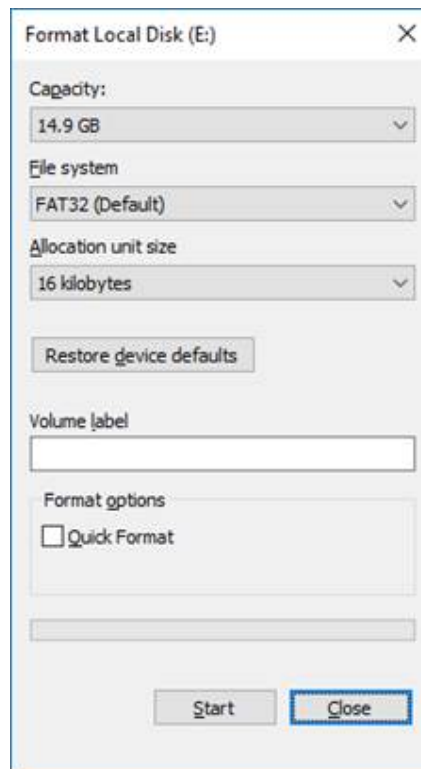 Format Local Disk (E:)
Capacity:
14.9 GB
File system
FAT32 (Default)
Allocation unit size
16 kilobytes
Restore device defaults
Volume label
Format options
Quick Format
Start
Close